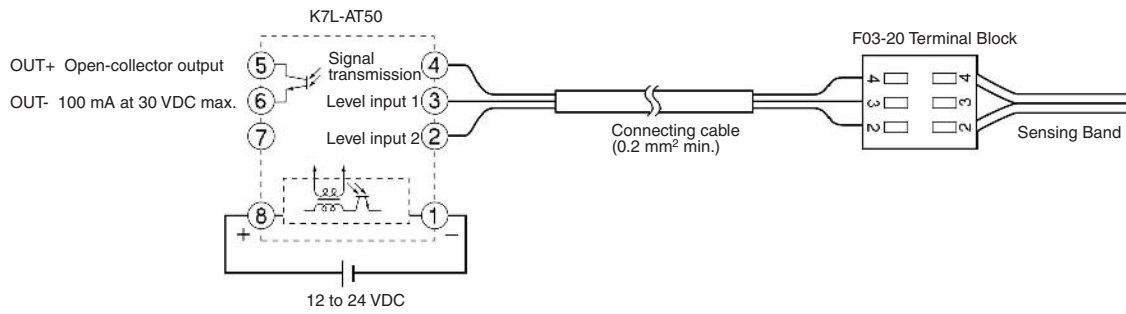 K7L-AT50
F03-20 Terminal Block
OUT+ Open-collector output
OUT- 100 mA at 30 VDC max.
5
6
7
8
Signal
transmission
Level input 1
Level input 2
4
3
2
1
+
−
12 to 24 VDC
Connecting cable
(0.2 mm² min.)
4
3
2
4
3
2
Sensing Band